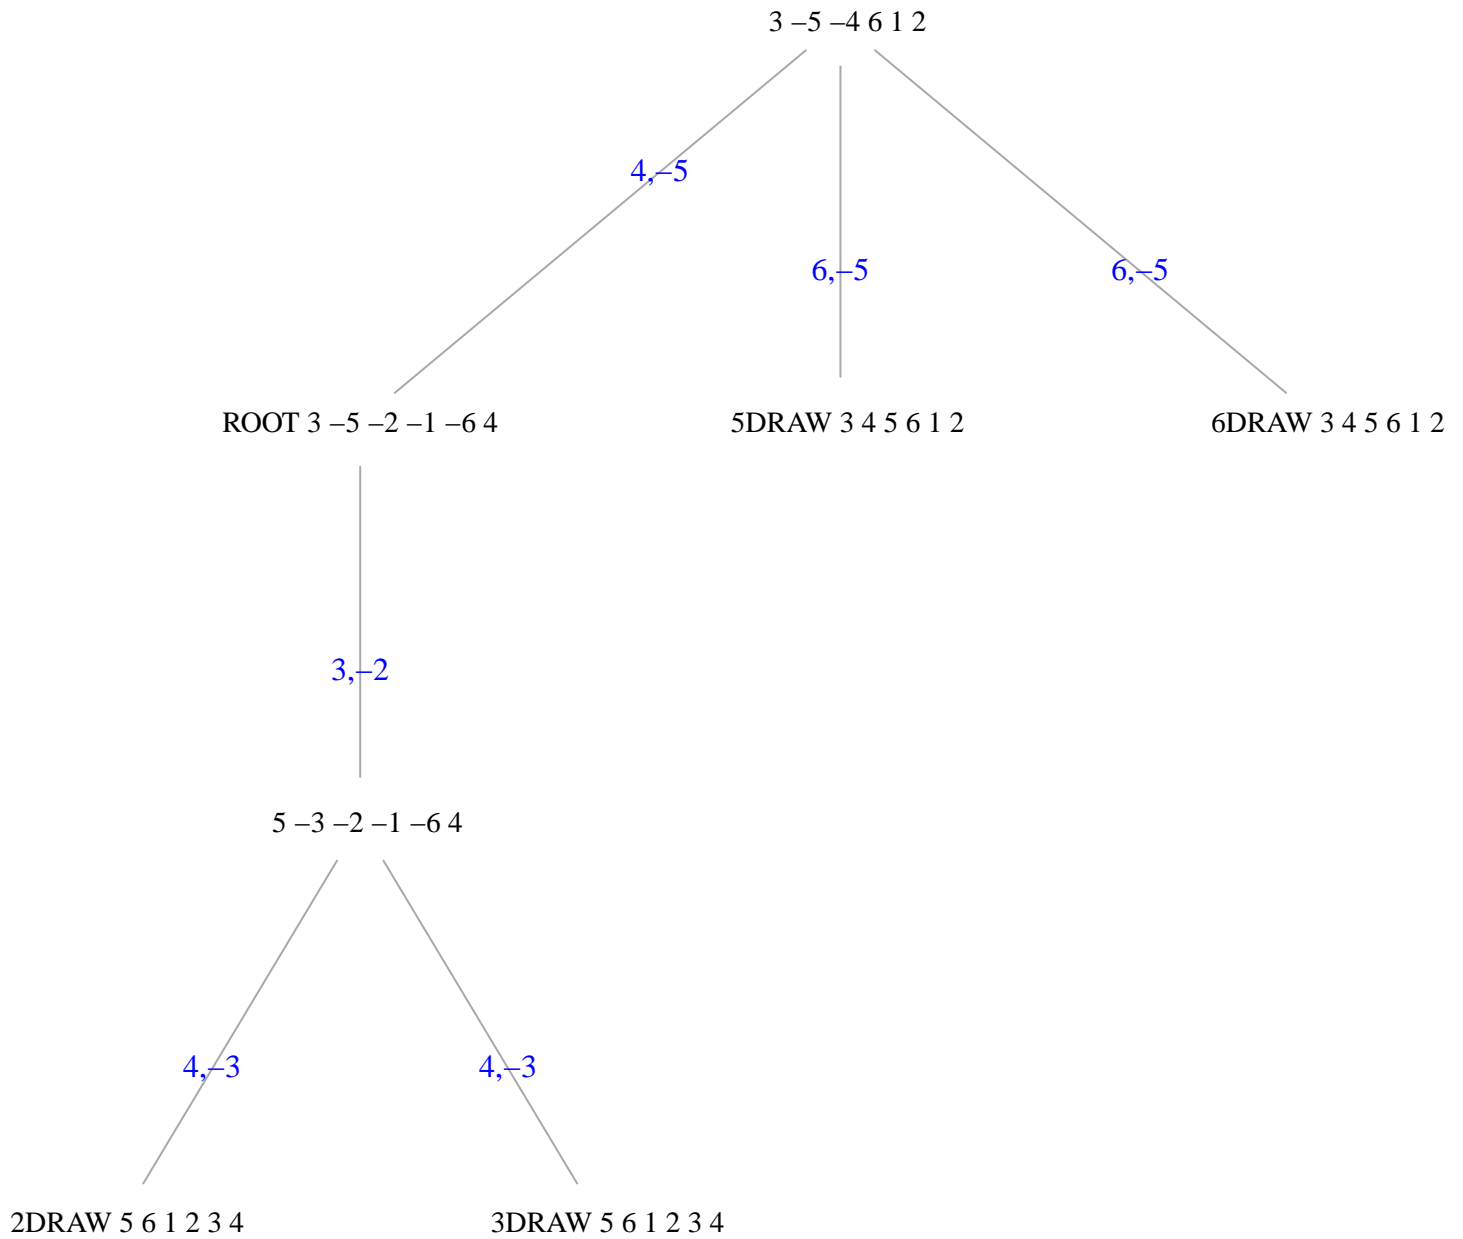 3 –5 –4 6 1 2
4,–5
6,–5
6,–5
ROOT 3 –5 –2 –1 –6 4
5DRAW 3 4 5 6 1 2
6DRAW 3 4 5 6 1 2
3,–2
5 –3 –2 –1 –6 4
4,–3
4,–3
2DRAW 5 6 1 2 3 4
3DRAW 5 6 1 2 3 4